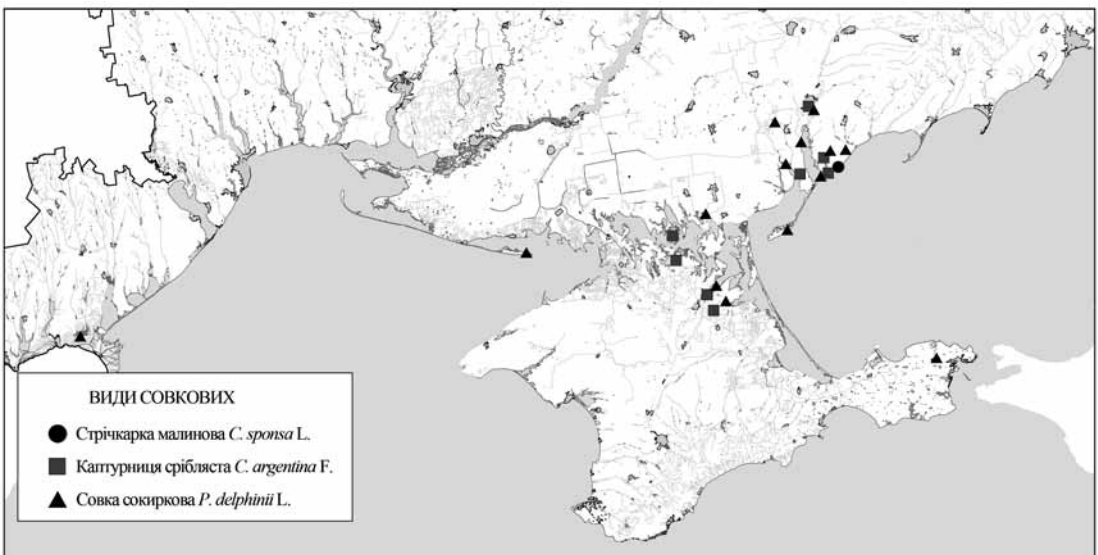 ВИДИ СОВКОВИХ
Стрічкарка малинова C. sponsa L.
Каптурниця срібляста C. argentina F.
Совка сокиркова P. delphinii L.